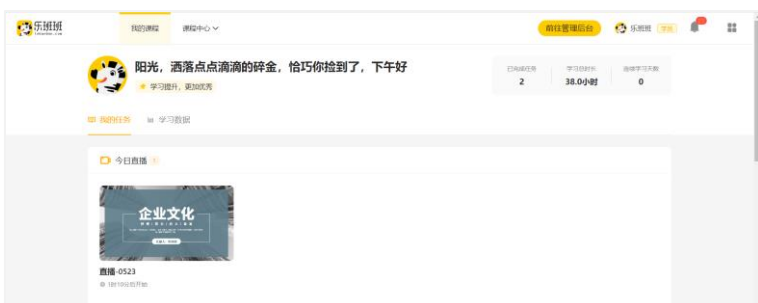 乐班班
我的课程
课程中心
前往管理后台
乐班班
学员
阳光，洒落点点滴滴的碎金，恰巧你捡到了，下午好
学习提升，更加优秀
已完成任务
2
学习总时长
38.0小时
连续学习天数
0
我的任务
学习数据
今日直播
企业文化
直播-0523